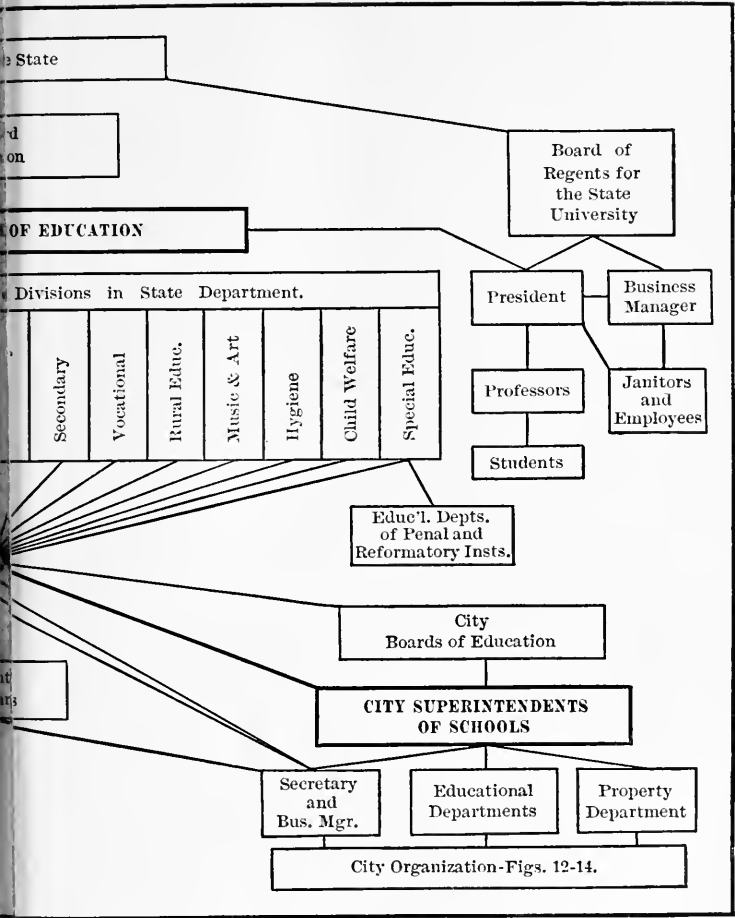 State
Board of
Regents for
the State
University
OF EDUCATION
Divisions in State Department.
President
Business
Manager
Secondary
Vocational
Rural Educ.
Music & Art
Hygiene
Child Welfare
Special Educ.
Professors
Janitors
and
Employees
Students
Educ'l. Depts.
of Penal and
Reformatory Insts.
City
Boards of Education
CITY SUPERINTENDENTS
OF SCHOOLS
Secretary
and
Bus. Mgr.
Educational
Departments
Property
Department
City Organization-Figs. 12-14.